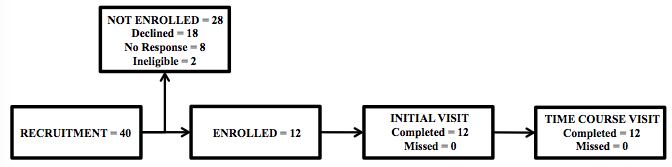 NOT ENROLLED = 28
Declined = 18
No Response = 8
Ineligible = 2
RECRUITMENT = 40
ENROLLED = 12
INITIAL VISIT
Completed = 12
Missed = 0
TIME COURSE VISIT
Completed = 12
Missed = 0